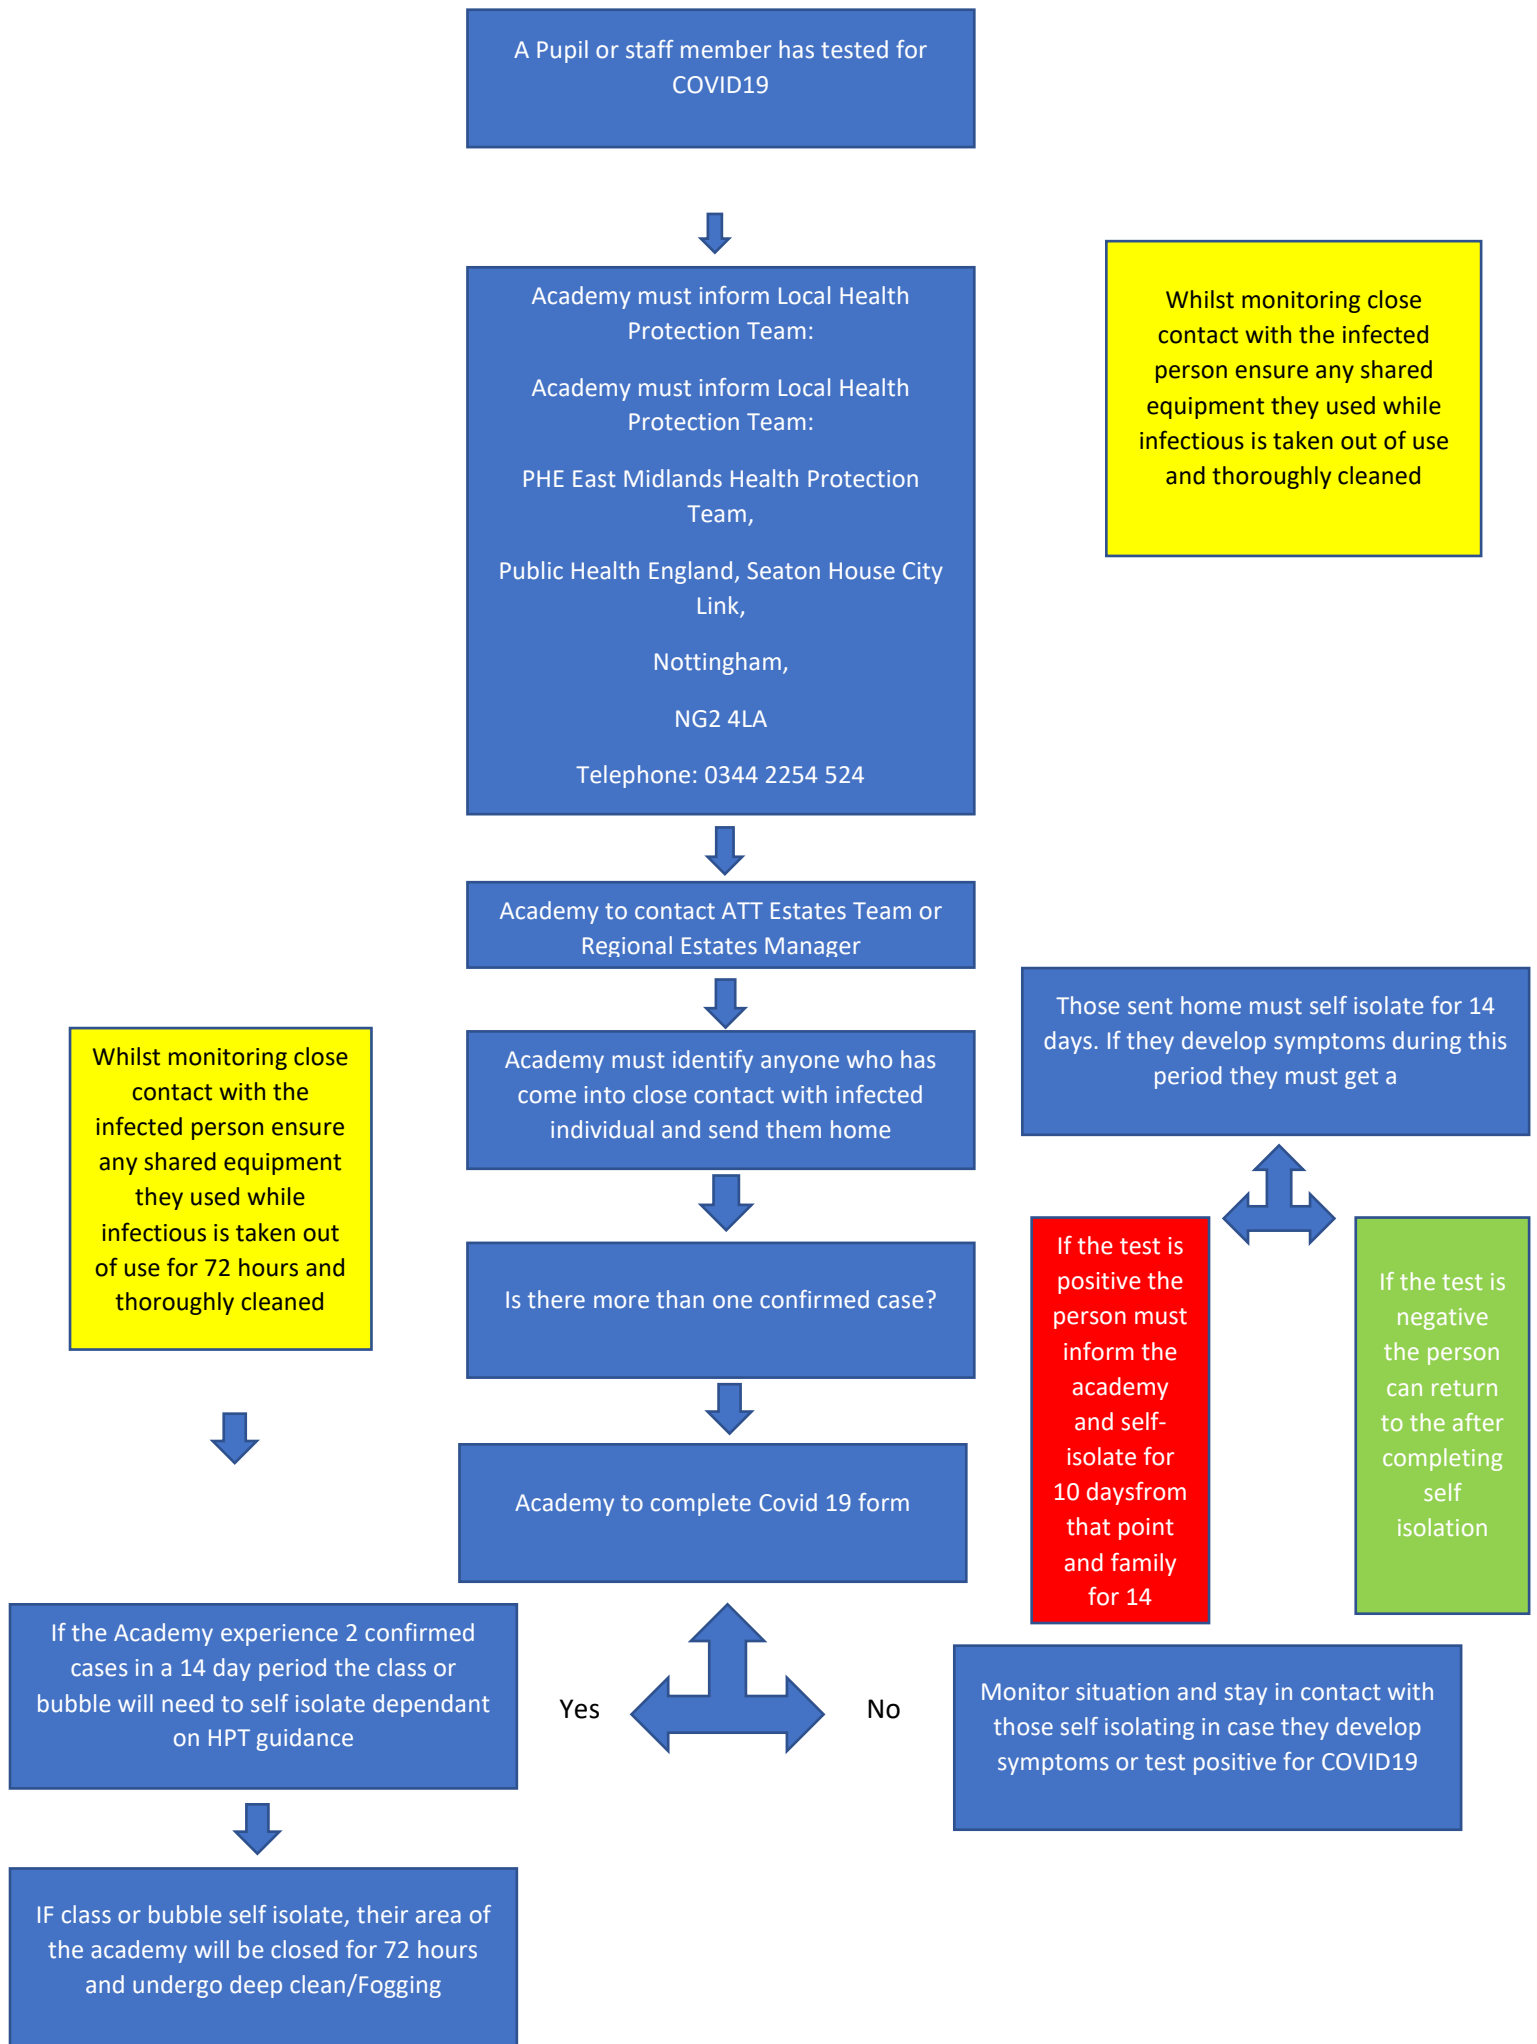 A Pupil or staff member has tested for
COVID19
Academy must inform Local Health
Protection Team:
Academy must inform Local Health
Protection Team:
PHE East Midlands Health Protection
Team,
Public Health England, Seaton House City
Link,
Nottingham,
NG2 4LA
Telephone: 0344 2254 524
Whilst monitoring close
contact with the infected
person ensure any shared
equipment they used while
infectious is taken out of use
and thoroughly cleaned
Academy to contact ATT Estates Team or
Regional Estates Manager
Academy must identify anyone who has
come into close contact with infected
individual and send them home
Those sent home must self isolate for 14
days. If they develop symptoms during this
period they must get a
Whilst monitoring close
contact with the
infected person ensure
any shared equipment
they used while
infectious is taken out
of use for 72 hours and
thoroughly cleaned
Is there more than one confirmed case?
If the test is
positive the
person must
inform the
academy
and self-
isolate for
10 daysfrom
that point
and family
for 14
If the test is
negative
the person
can return
to the after
completing
self
isolation
Academy to complete Covid 19 form
If the Academy experience 2 confirmed
cases in a 14 day period the class or
bubble will need to self isolate dependant
on HPT guidance
Yes
No
Monitor situation and stay in contact with
those self isolating in case they develop
symptoms or test positive for COVID19
IF class or bubble self isolate, their area of
the academy will be closed for 72 hours
and undergo deep clean/Fogging